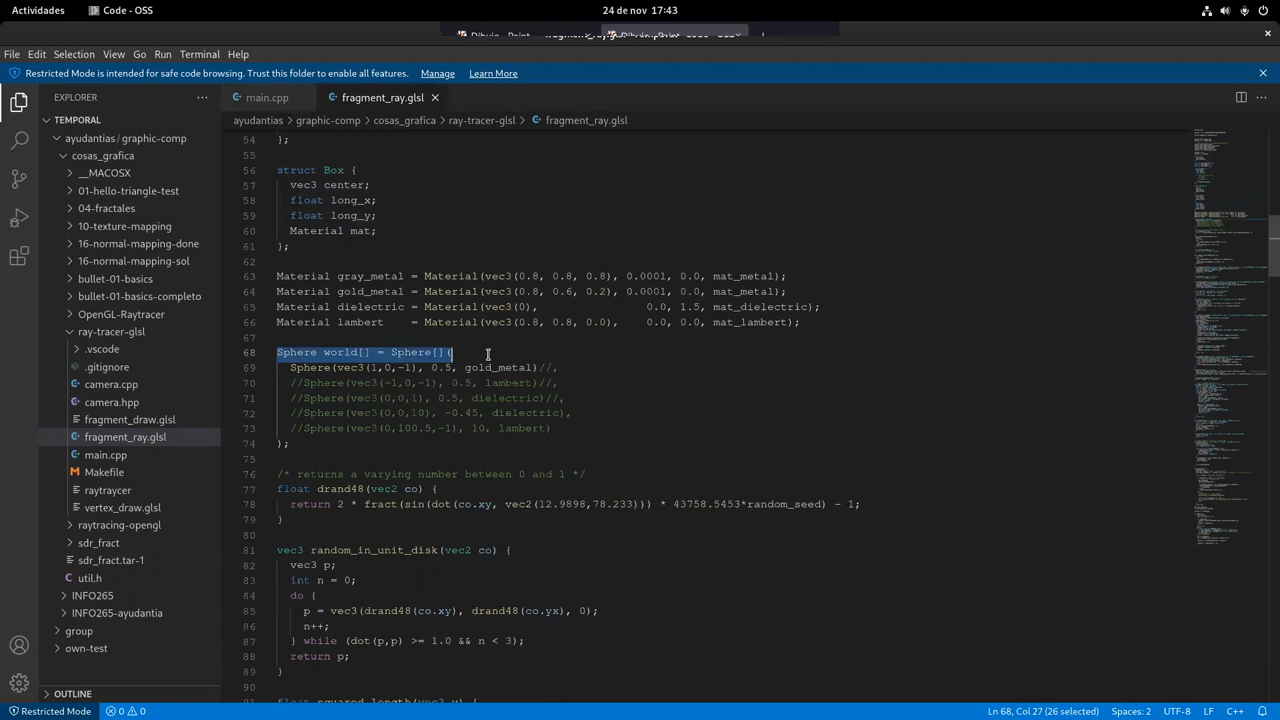 Actividades
Code - OSS
24 de nov 17:43
File Edit Selection View Go Run Terminal Help
Restricted Mode is intended for safe code browsing. Trust this folder to enable all features. Manage Learn More
EXPLORER
main.cpp
fragment_ray.glsl
ayudantias > graphic-comp > cosas_grafica > ray-tracer-glsl > fragment_ray.glsl
TEMPORAL
ayudantias / graphic-comp
cosas_grafica
__MACOSX
01-hello-triangle-test
04-fractales
10-texture-mapping
16-normal-mapping-done
16-normal-mapping-sol
bullet-01-basics
bullet-01-basics-completo
OpenGL-Raytracer
ray-tracer-glsl
.vscode
.gitignore
camera.cpp
camera.hpp
fragment_draw.glsl
fragment_ray.glsl
main.cpp
Makefile
raytraycer
vertex_draw.glsl
raytracing-opengl
sdr_fract
sdr_fract.tar-1
util.h
INFO265
INFO265-ayudantia
group
own-test
OUTLINE
54 };
55
56 struct Box {
57 vec3 center;
58 float long_x;
59 float long_y;
60 Material mat;
61 };
62
63 Material gray_metal = Material(vec3(0.8, 0.8, 0.8), 0.0001, 0.0, mat_metal);
64 Material gold_metal = Material(vec3(0.8, 0.6, 0.2), 0.0001, 0.0, mat_metal);
65 Material dielectric = Material(vec3(0), 0.0, 1.5, mat_dielectric);
66 Material lambert = Material(vec3(0.8, 0.8, 0.0), 0.0, 0.0, mat_lambert);
67
68 Sphere world[] = Sphere[](
69 Sphere(vec3(1,0,-1), 0.5, gold_metal)//,
70 //Sphere(vec3(-1,0,-1), 0.5, lambert)//,
71 //Sphere(vec3(0,0,1), 0.5, dielectric)//,
72 //Sphere(vec3(0,0,10), -0.45, dielectric),
73 //Sphere(vec3(0,100.5,-1), 10, lambert)
74 );
75
76 /* returns a varying number between 0 and 1 */
77 float drand48(vec2 co) {
78 return 2 * fract(sin(dot(co.xy, vec2(12.9898,78.233))) * 43758.5453*random_seed) - 1;
79 }
80
81 vec3 random_in_unit_disk(vec2 co) {
82 vec3 p;
83 int n = 0;
84 do {
85 p = vec3(drand48(co.xy), drand48(co.yx), 0);
86 n++;
87 } while (dot(p,p) >= 1.0 && n < 3);
88 return p;
89 }
90
Restricted Mode 0 0 Ln 68, Col 27 (26 selected) Spaces: 2 UTF-8 LF C++